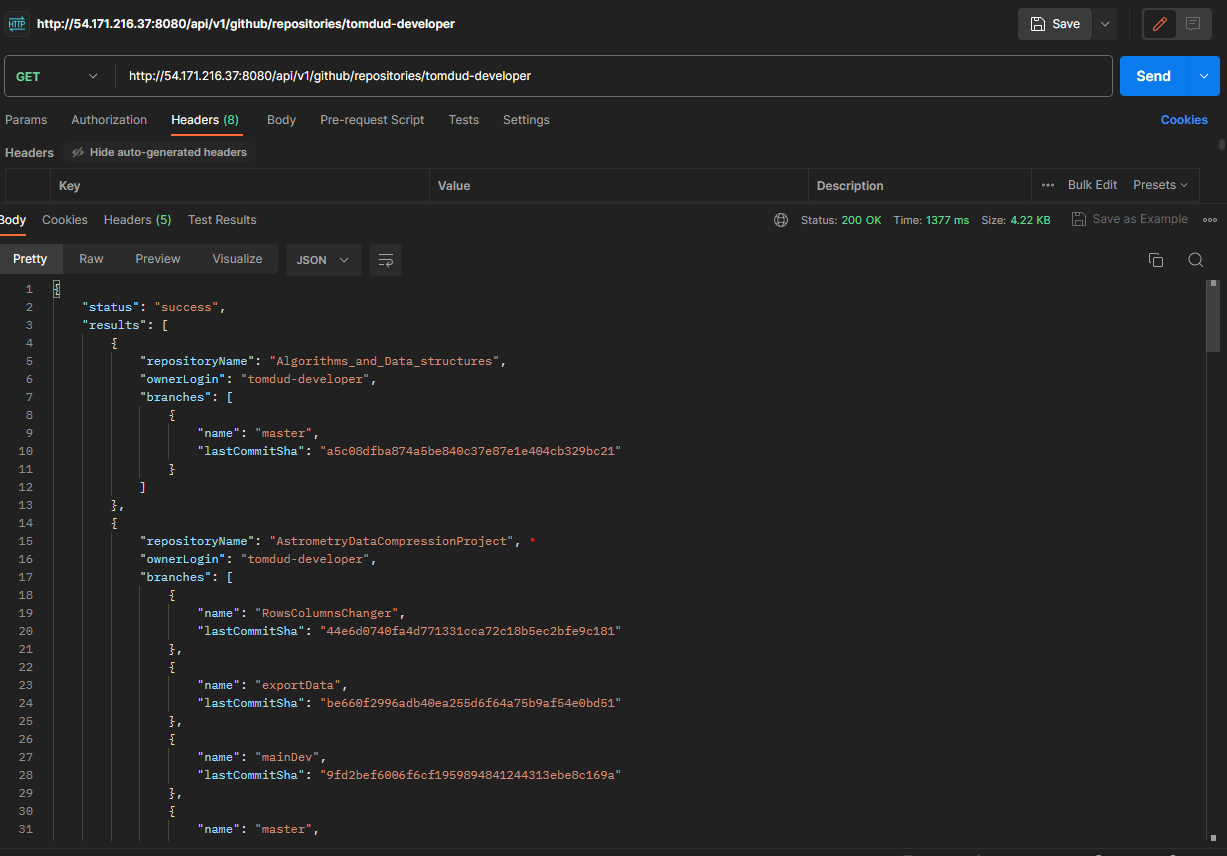 HTTP http://54.171.216.37:8080/api/v1/github/repositories/tomdud-developer Save
GET http://54.171.216.37:8080/api/v1/github/repositories/tomdud-developer Send
Params Authorization Headers (8) Body Pre-request Script Tests Settings Cookies
Headers Hide auto-generated headers
Key Value Description ••• Bulk Edit Presets
Body Cookies Headers (5) Test Results Status: 200 OK Time: 1377 ms Size: 4.22 KB Save as Example
Pretty Raw Preview Visualize JSON
1 {
2 "status": "success",
3 "results": [
4 {
5 "repositoryName": "Algorithms_and_Data_structures",
6 "ownerLogin": "tomdud-developer",
7 "branches": [
8 {
9 "name": "master",
10 "lastCommitSha": "a5c08dfba874a5be840c37e87e1e404cb329bc21"
11 }
12 ]
13 },
14 {
15 "repositoryName": "AstrometryDataCompressionProject",
16 "ownerLogin": "tomdud-developer",
17 "branches": [
18 {
19 "name": "RowsColumnsChanger",
20 "lastCommitSha": "44e6d0740fa4d771331cca72c18b5ec2bfe9c181"
21 },
22 {
23 "name": "exportData",
24 "lastCommitSha": "be660f2996adb40ea255d6f64a75b9af54e0bd51"
25 },
26 {
27 "name": "mainDev",
28 "lastCommitSha": "9fd2bef6006f6cf1959894841244313ebe8c169a"
29 },
30 {
31 "name": "master",